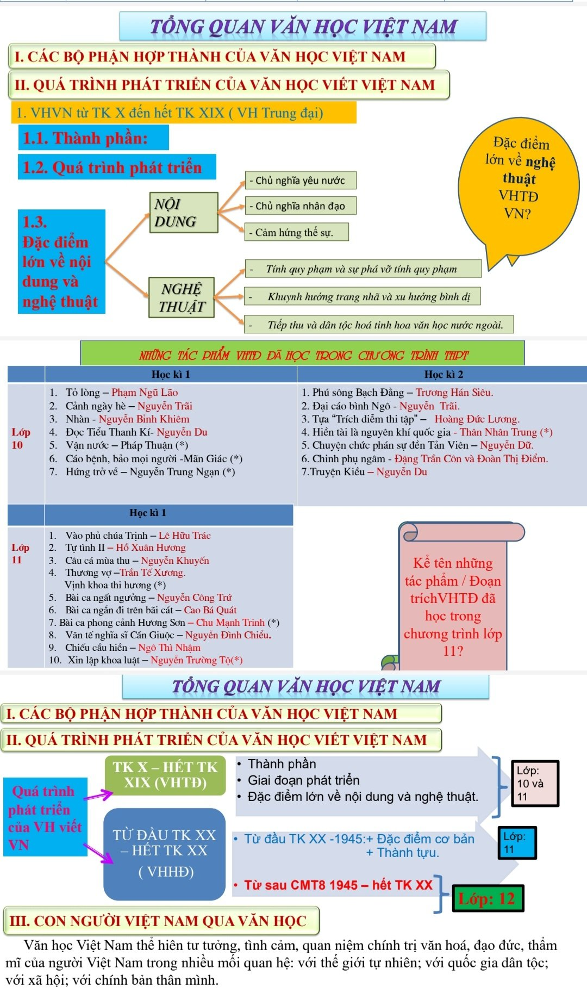 TỔNG QUAN VĂN HỌC VIỆT NAM
I. CÁC BỘ PHẬN HỢP THÀNH CỦA VĂN HỌC VIỆT NAM
II. QUÁ TRÌNH PHÁT TRIỂN CỦA VĂN HỌC VIẾT VIỆT NAM
1. VHVN từ TK X đến hết TK XIX ( VH Trung đại)
1.1. Thành phần:
1.2. Quá trình phát triển
1.3.
Đặc điểm
lớn về nội
dung và
nghệ thuật
NỘI
DUNG
- Chủ nghĩa yêu nước
- Chủ nghĩa nhân đạo
- Cảm hứng thế sự.
NGHỆ
THUẬT
- Tính quy phạm và sự phá vỡ tính quy phạm
- Khuynh hướng trang nhã và xu hướng bình dị
- Tiếp thu và dân tộc hoá tinh hoa văn học nước ngoài.
Đặc điểm
lớn về nghệ
thuật
VHTĐ
VN?
NHỮNG TÁC PHẨM VHTĐ ĐÃ HỌC TRONG CHƯƠNG TRÌNH THPT
Học kì 1
Học kì 2
Lớp
10
1. Tỏ lòng – Phạm Ngũ Lão
2. Cảnh ngày hè – Nguyễn Trãi
3. Nhàn - Nguyễn Bỉnh Khiêm
4. Đọc Tiểu Thanh Kí- Nguyễn Du
5. Vận nước – Pháp Thuận (*)
6. Cáo bệnh, bảo mọi người -Mãn Giác (*)
7. Hứng trở về – Nguyễn Trung Ngạn (*)
1. Phú sông Bạch Đằng – Trương Hán Siêu.
2. Đại cáo bình Ngô - Nguyễn Trãi.
3. Tựa “Trích diễm thi tập” – Hoàng Đức Lương.
4. Hiền tài là nguyên khí quốc gia - Thân Nhân Trung (*)
5. Chuyện chức phán sự đền Tản Viên – Nguyễn Dữ.
6. Chinh phụ ngâm - Đặng Trần Côn và Đoàn Thị Điểm.
7.Truyện Kiều – Nguyễn Du
Học kì 1
Lớp
11
1. Vào phủ chúa Trịnh – Lê Hữu Trác
2. Tự tình II – Hồ Xuân Hương
3. Câu cá mùa thu – Nguyễn Khuyến
4. Thương vợ –Trần Tế Xương.
Vịnh khoa thi hương (*)
5. Bài ca ngất ngưởng – Nguyễn Công Trứ
6. Bài ca ngắn đi trên bãi cát – Cao Bá Quát
7. Bài ca phong cảnh Hương Sơn – Chu Mạnh Trinh (*)
8. Văn tế nghĩa sĩ Cần Giuộc – Nguyễn Đình Chiểu.
9. Chiếu cầu hiền – Ngô Thì Nhậm
10. Xin lập khoa luật – Nguyễn Trường Tộ(*)
Kể tên những
tác phẩm / Đoạn
tríchVHTĐ đã
học trong
chương trình lớp
11?
TỔNG QUAN VĂN HỌC VIỆT NAM
I. CÁC BỘ PHẬN HỢP THÀNH CỦA VĂN HỌC VIỆT NAM
II. QUÁ TRÌNH PHÁT TRIỂN CỦA VĂN HỌC VIẾT VIỆT NAM
Quá trình
phát triển
của VH viết
VN
TK X – HẾT TK
XIX (VHTĐ)
• Thành phần
• Giai đoạn phát triển
• Đặc điểm lớn về nội dung và nghệ thuật.
Lớp:
10 và
11
TỪ ĐẦU TK XX
– HẾT TK XX
( VHHĐ)
• Từ đầu TK XX -1945:+ Đặc điểm cơ bản
+ Thành tựu.
Lớp:
11
• Từ sau CMT8 1945 – hết TK XX
Lớp: 12
III. CON NGƯỜI VIỆT NAM QUA VĂN HỌC
Văn học Việt Nam thể hiên tư tưởng, tình cảm, quan niệm chính trị văn hoá, đạo đức, thẩm
mĩ của người Việt Nam trong nhiều mối quan hệ: với thế giới tự nhiên; với quốc gia dân tộc;
với xã hội; với chính bản thân mình.